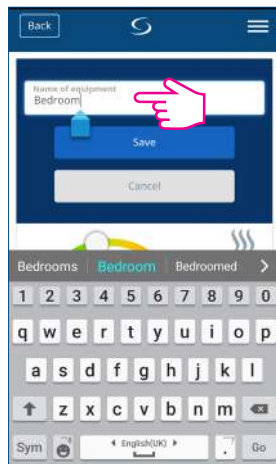 Back
Name of equipment
Bedroom
Save
Cancel
Bedrooms Bedroom Bedroomed >
1 2 3 4 5 6 7 8 9 0
q w e r t y u i o p
a s d f g h j k l
z x c v b n m
Sym English(UK) . Go